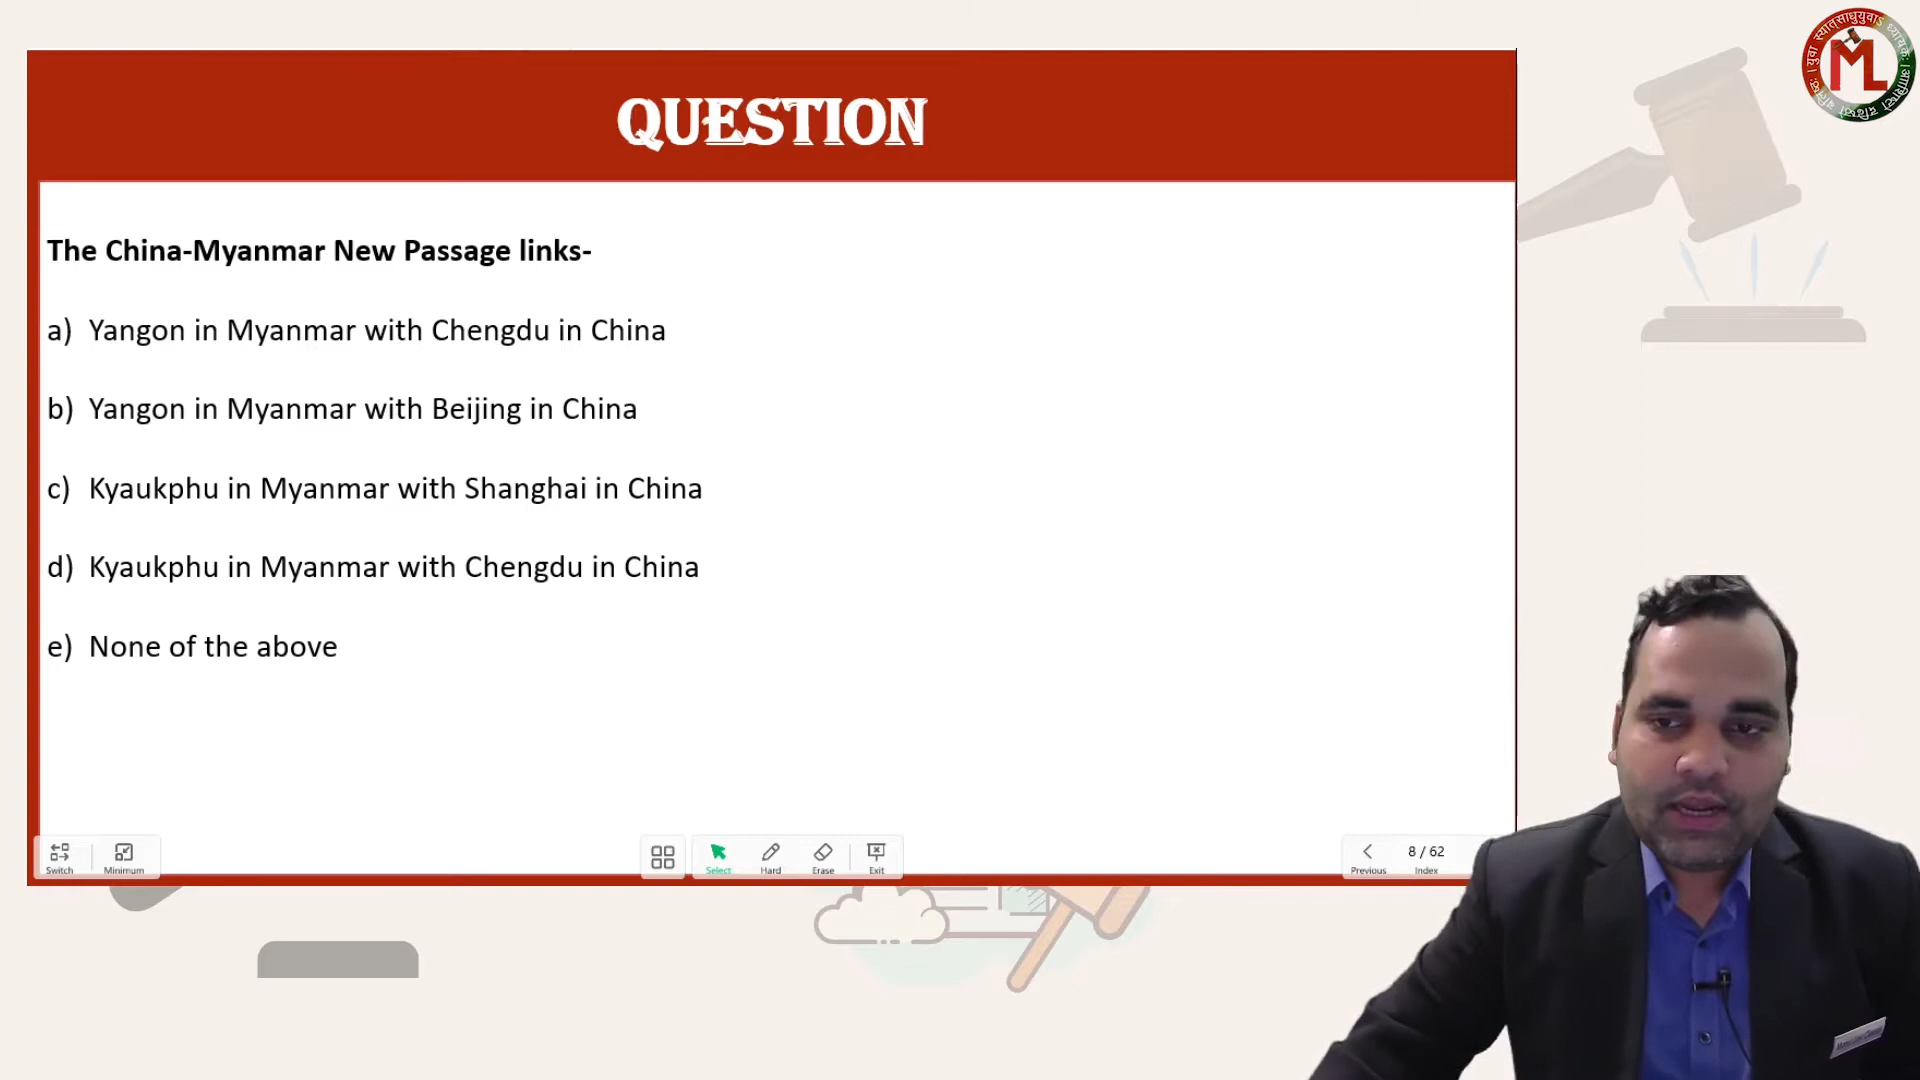 QUESTION
The China-Myanmar New Passage links-
a) Yangon in Myanmar with Chengdu in China
b) Yangon in Myanmar with Beijing in China
c) Kyaukphu in Myanmar with Shanghai in China
d) Kyaukphu in Myanmar with Chengdu in China
e) None of the above
Switch
Minimum
Select
Hard
Erase
Exit
Previous
8 / 62
Index
ML